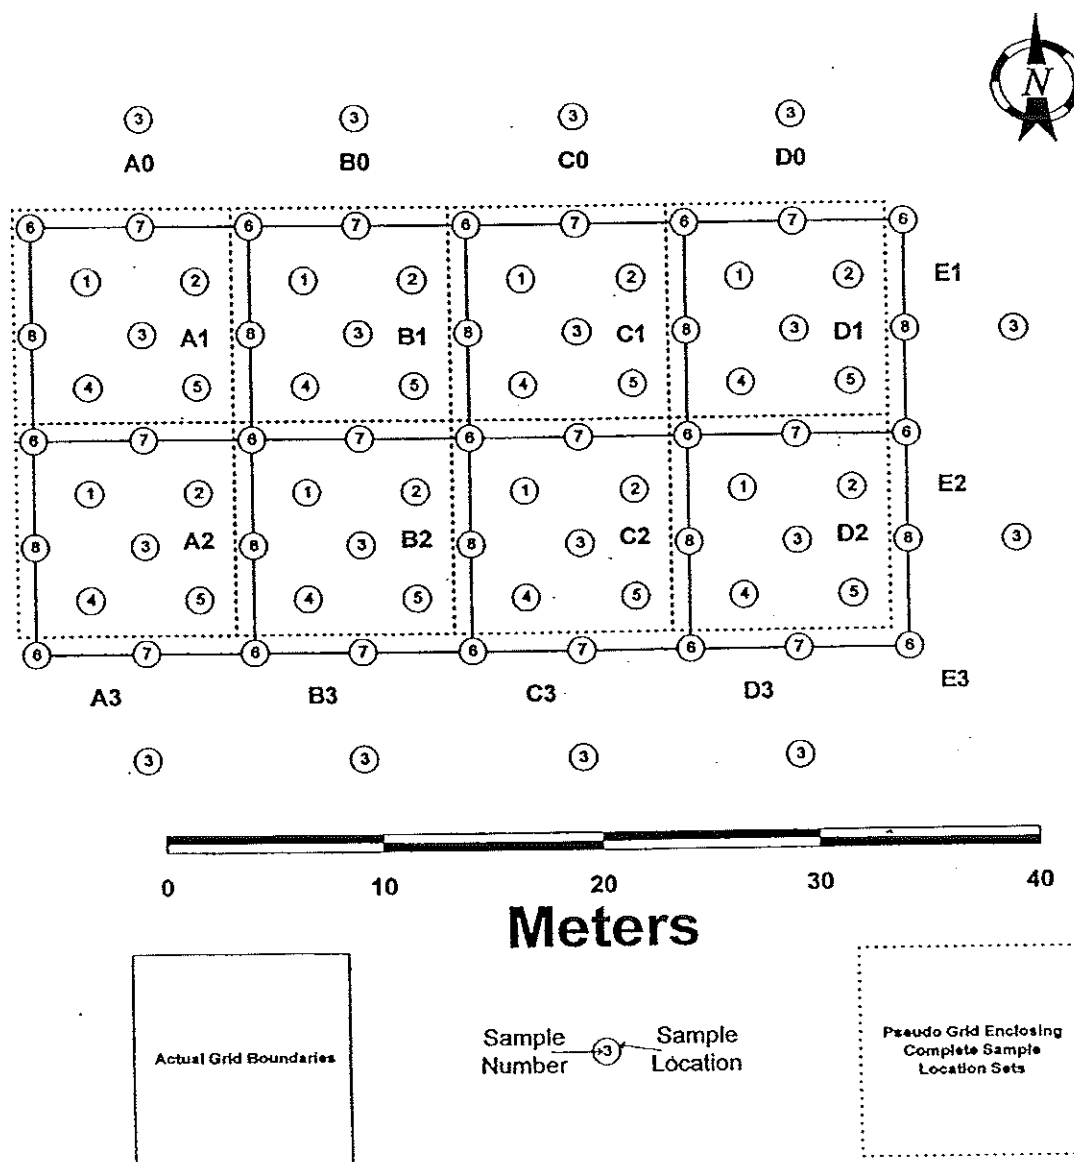 N
3 3 3 3
A0 B0 C0 D0
6 7 6 7 6 7 6 7 6
1 2 1 2 1 2 1 2 E1
8 3 A1 8 3 B1 8 3 C1 8 3 D1 8 3
4 5 4 5 4 5 4 5
6 7 6 7 6 7 6 7 6
1 2 1 2 1 2 1 2 E2
8 3 A2 8 3 B2 8 3 C2 8 3 D2 8 3
4 5 4 5 4 5 4 5
6 7 6 7 6 7 6 7 6
A3 B3 C3 D3 E3
3 3 3 3
0 10 20 30 40
Meters
Actual Grid Boundaries
Sample
Number
3
Sample
Location
Pseudo Grid Enclosing
Complete Sample
Location Sets